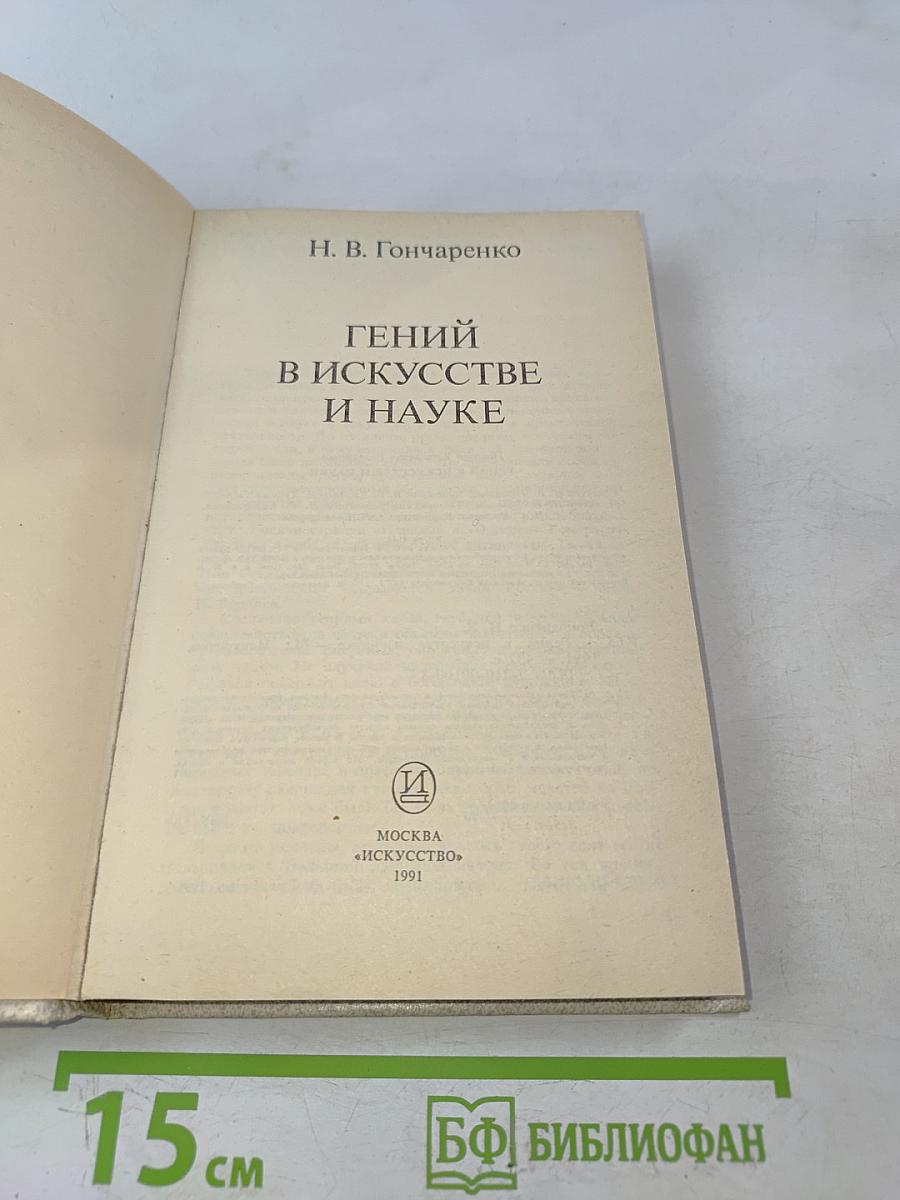 Н. В. Гончаренко
ГЕНИЙ
В ИСКУССТВЕ
И НАУКЕ
И
МОСКВА
«ИСКУССТВО»
1991
15 см
БФ БИБЛИОФАН